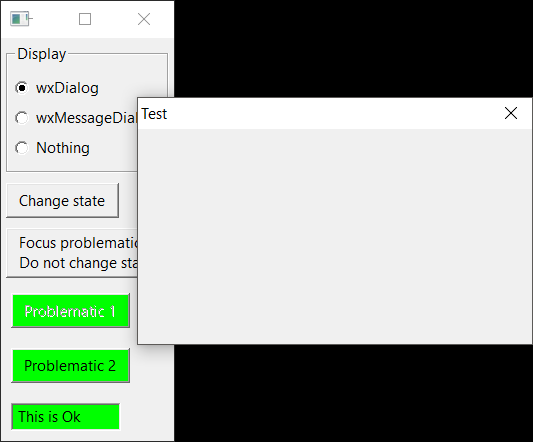 Display
wxDialog
wxMessageDial
Nothing
Change state
Focus problematic
Do not change sta
Problematic 1
Problematic 2
This is Ok
Test